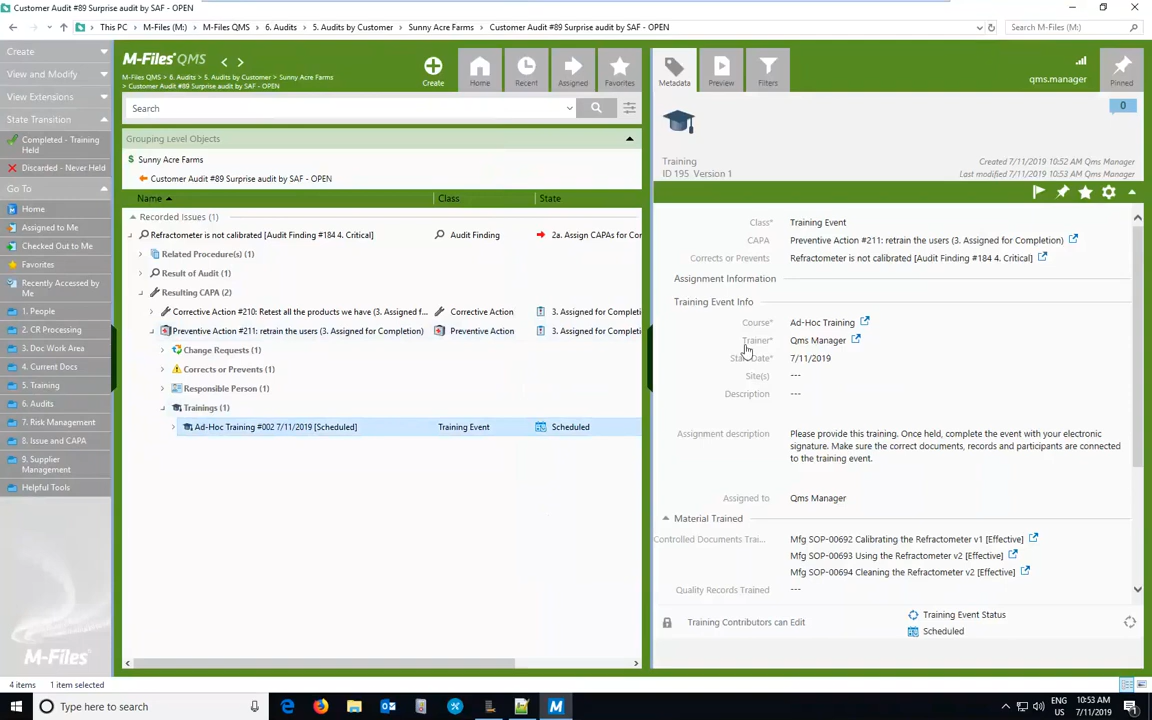 Customer Audit #89 Surprise audit by SAF - OPEN
This PC › M-Files (M:) › M-Files QMS › 6. Audits › 5. Audits by Customer › Sunny Acre Farms › Customer Audit #89 Surprise audit by SAF - OPEN
Search M-Files (M:)
Create
View and Modify
View Extensions
State Transition
Completed - Training Held
Discarded - Never Held
Go To
Home
Assigned to Me
Checked Out to Me
Favorites
Recently Accessed by Me
1. People
2. CR Processing
3. Doc Work Area
4. Current Docs
5. Training
6. Audits
7. Risk Management
8. Issue and CAPA
9. Supplier Management
Helpful Tools
M-Files
M-Files QMS
M-Files QMS › 6. Audits › 5. Audits by Customer › Sunny Acre Farms
› Customer Audit #89 Surprise audit by SAF - OPEN
Create
Home
Recent
Assigned
Favorites
Search
Grouping Level Objects
Sunny Acre Farms
Customer Audit #89 Surprise audit by SAF - OPEN
Name Class State
Recorded Issues (1)
Refractometer is not calibrated [Audit Finding #184 4. Critical] Audit Finding 2a. Assign CAPAs for Cor
Related Procedure(s) (1)
Result of Audit (1)
Resulting CAPA (2)
Corrective Action #210: Retest all the products we have (3. Assigned f... Corrective Action 3. Assigned for Completi
Preventive Action #211: retrain the users (3. Assigned for Completion) Preventive Action 3. Assigned for Completi
Change Requests (1)
Corrects or Prevents (1)
Responsible Person (1)
Trainings (1)
Ad-Hoc Training #002 7/11/2019 [Scheduled] Training Event Scheduled
Metadata
Preview
Filters
qms.manager
Pinned
0
Training
ID 195 Version 1
Created 7/11/2019 10:52 AM Qms Manager
Last modified 7/11/2019 10:53 AM Qms Manager
Class* Training Event
CAPA Preventive Action #211: retrain the users (3. Assigned for Completion)
Corrects or Prevents Refractometer is not calibrated [Audit Finding #184 4. Critical]
Assignment Information
Training Event Info
Course* Ad-Hoc Training
Trainer* Qms Manager
Start Date* 7/11/2019
Site(s) ---
Description ---
Assignment description Please provide this training. Once held, complete the event with your electronic
signature. Make sure the correct documents, records and participants are connected
to the training event.
Assigned to Qms Manager
Material Trained
Controlled Documents Trai... Mfg SOP-00692 Calibrating the Refractometer v1 [Effective]
Mfg SOP-00693 Using the Refractometer v2 [Effective]
Mfg SOP-00694 Cleaning the Refractometer v2 [Effective]
Quality Records Trained ---
Training Contributors can Edit
Training Event Status
Scheduled
4 items 1 item selected
Type here to search
ENG
US
10:53 AM
7/11/2019